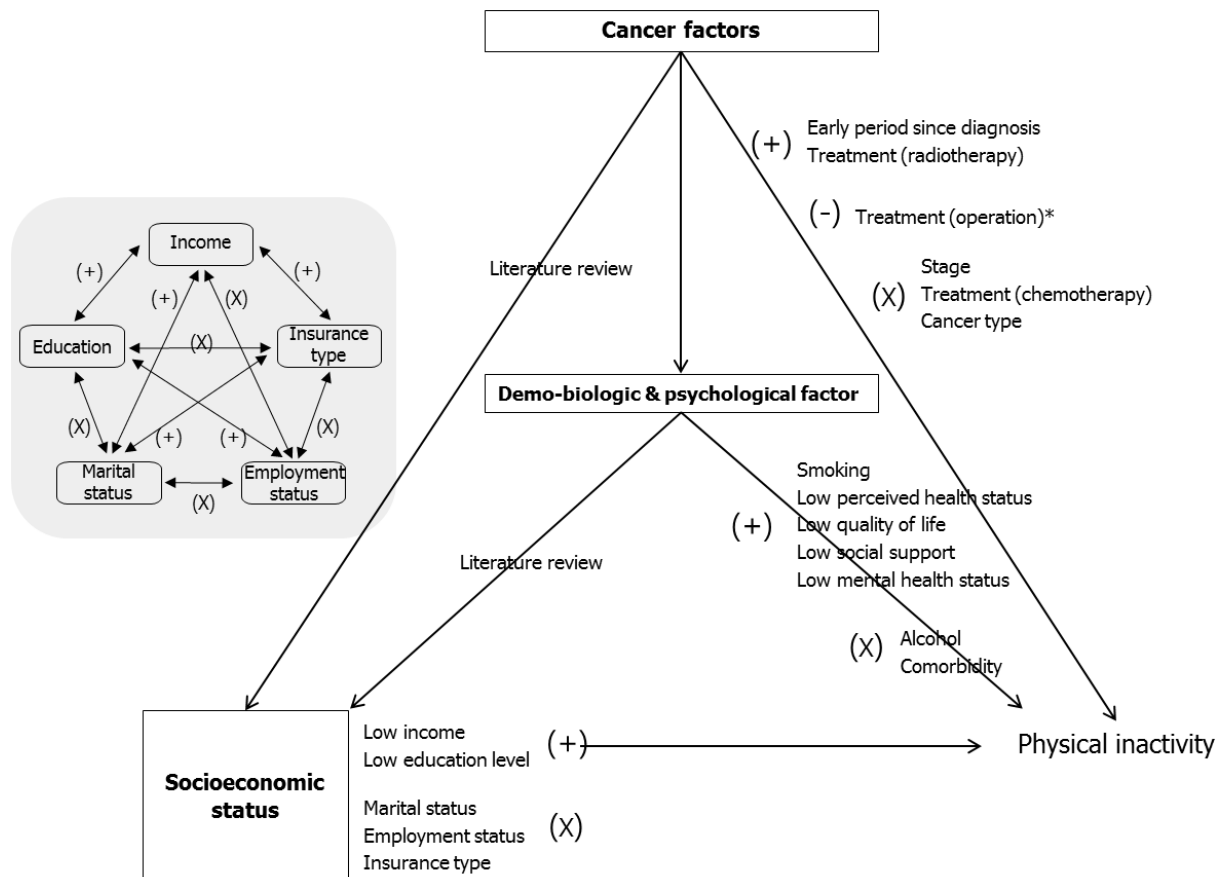 Cancer factors
(+)
Early period since diagnosis
Treatment (radiotherapy)
(-)
Treatment (operation)*
Literature review
(X)
Stage
Treatment (chemotherapy)
Cancer type
Income
(+)
(+)
(+)
(X)
Education
(X)
Insurance
type
(X)
(+)
(+)
(X)
Marital
status
(X)
Employment
status
Demo-biologic & psychological factor
Literature review
(+)
Smoking
Low perceived health status
Low quality of life
Low social support
Low mental health status
(X)
Alcohol
Comorbidity
Socioeconomic
status
Low income
Low education level
(+)
Physical inactivity
Marital status
Employment status
Insurance type
(X)